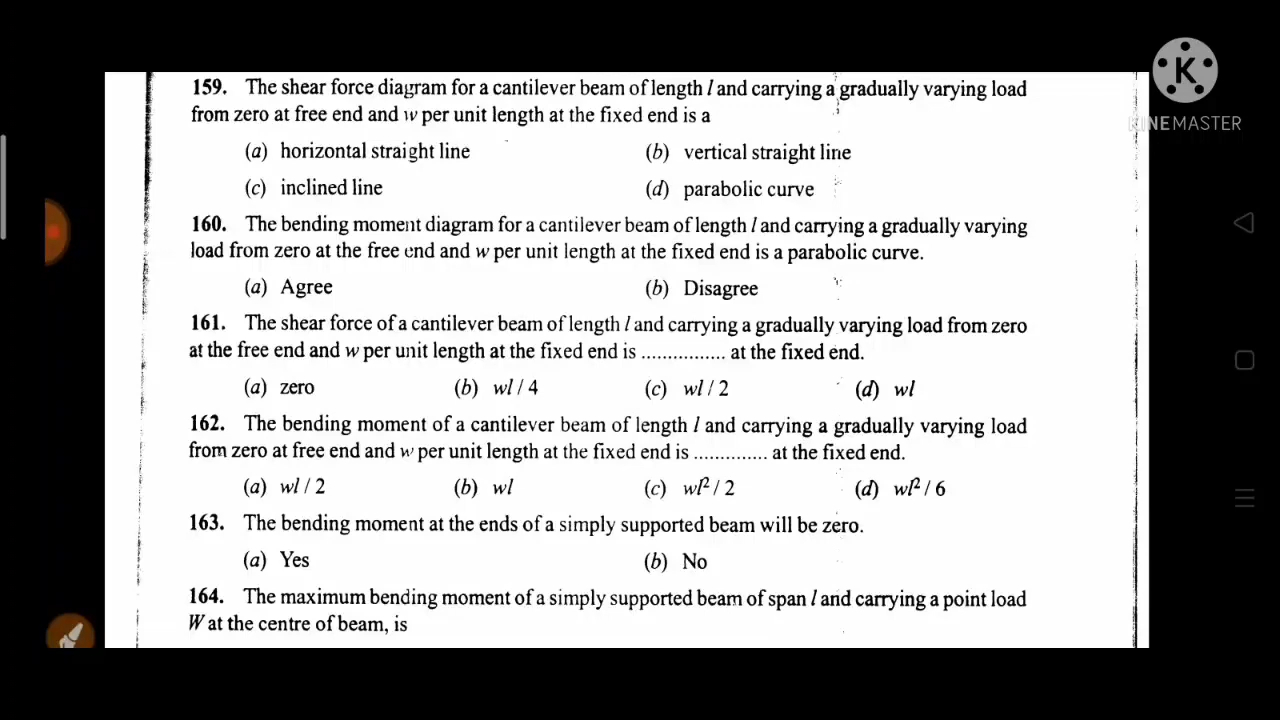 K
KINEMASTER
159. The shear force diagram for a cantilever beam of length l and carrying a gradually varying load
from zero at free end and w per unit length at the fixed end is a
(a) horizontal straight line (b) vertical straight line
(c) inclined line (d) parabolic curve
160. The bending moment diagram for a cantilever beam of length l and carrying a gradually varying
load from zero at the free end and w per unit length at the fixed end is a parabolic curve.
(a) Agree (b) Disagree
161. The shear force of a cantilever beam of length l and carrying a gradually varying load from zero
at the free end and w per unit length at the fixed end is ................ at the fixed end.
(a) zero (b) wl / 4 (c) wl / 2 (d) wl
162. The bending moment of a cantilever beam of length l and carrying a gradually varying load
from zero at free end and w per unit length at the fixed end is .............. at the fixed end.
(a) wl / 2 (b) wl (c) wl² / 2 (d) wl² / 6
163. The bending moment at the ends of a simply supported beam will be zero.
(a) Yes (b) No
164. The maximum bending moment of a simply supported beam of span l and carrying a point load
W at the centre of beam, is